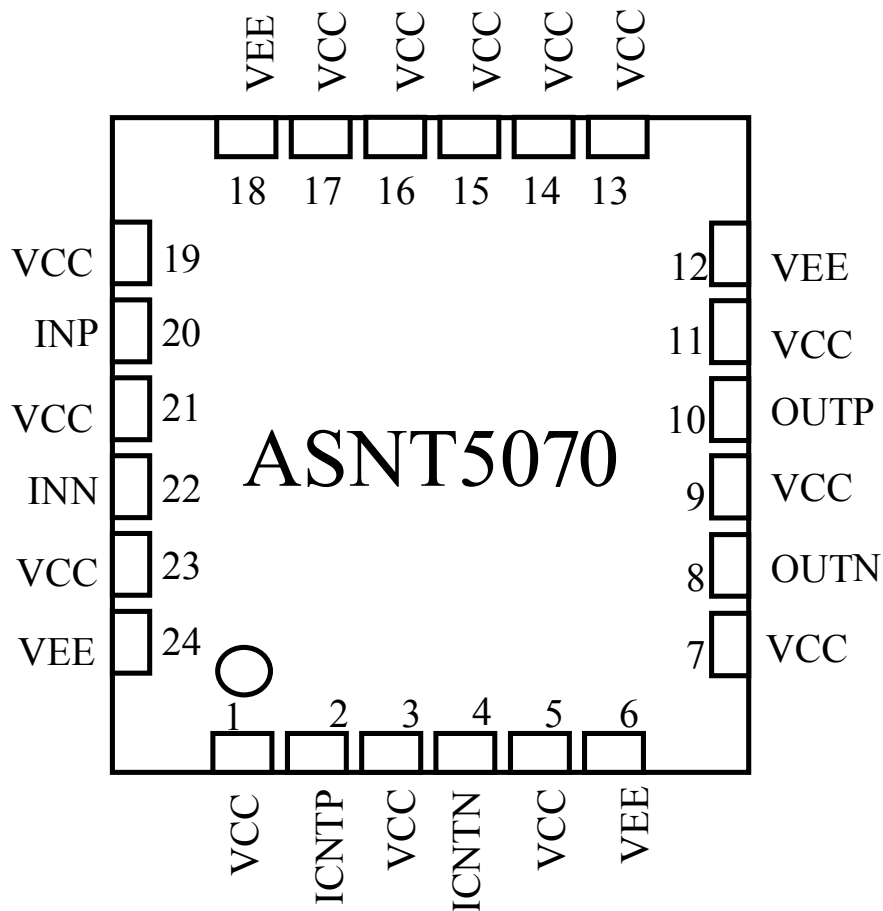 VEE
VCC
VCC
VCC
VCC
VCC
18
17
16
15
14
13
VCC 19
INP 20
VCC 21
INN 22
VCC 23
VEE 24
ASNT5070
12 VEE
11 VCC
10 OUTP
9 VCC
8 OUTN
7 VCC
1
2
3
4
5
6
VCC
ICNTP
VCC
ICNTN
VCC
VEE